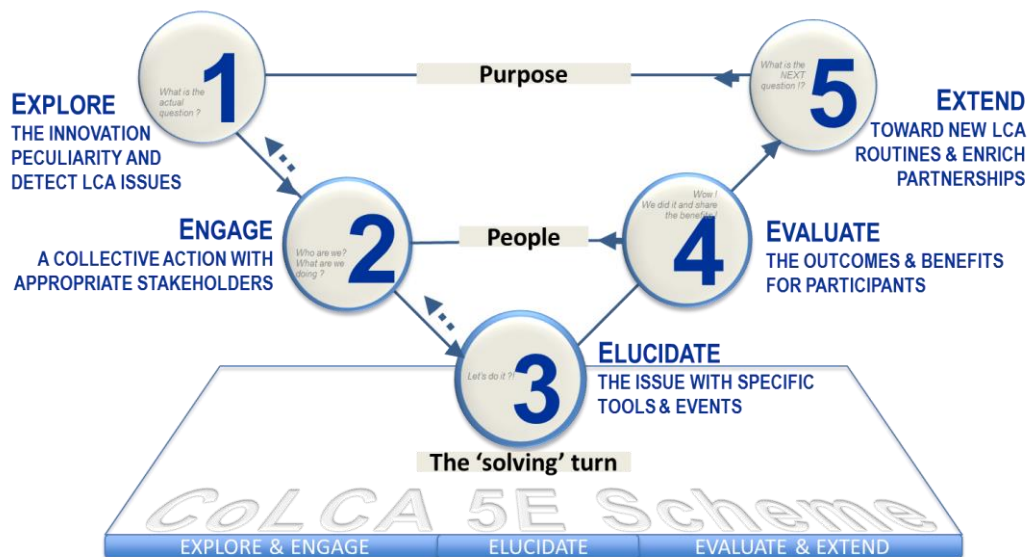 1
What is the
actual
question ?
EXPLORE
THE INNOVATION
PECULIARITY AND
DETECT LCA ISSUES
Purpose
5
What is the
NEXT
question !?
EXTEND
TOWARD NEW LCA
ROUTINES & ENRICH
PARTNERSHIPS
2
Who are we?
What are we
doing ?
ENGAGE
A COLLECTIVE ACTION WITH
APPROPRIATE STAKEHOLDERS
People
4
Wow !
We did it and share
the benefits !
EVALUATE
THE OUTCOMES & BENEFITS
FOR PARTICIPANTS
3
Let's do it ?!
ELUCIDATE
THE ISSUE WITH SPECIFIC
TOOLS & EVENTS
The ‘solving’ turn
CoLCA 5E Scheme
EXPLORE & ENGAGE
ELUCIDATE
EVALUATE & EXTEND